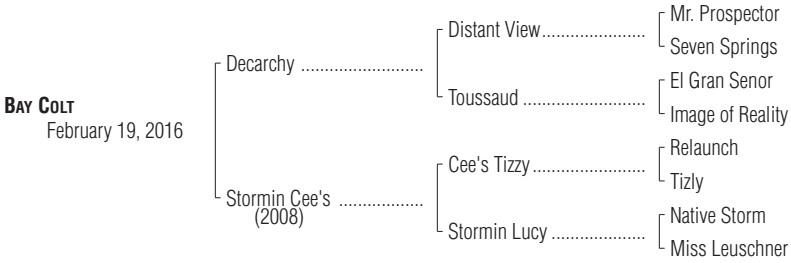 Mr. Prospector
Distant View......................
Seven Springs
Decarchy ..........................
El Gran Senor
Toussaud ..........................
Image of Reality
BAY COLT
February 19, 2016
Relaunch
Cee's Tizzy........................
Tizly
Stormin Cee's ..................
(2008)
Native Storm
Stormin Lucy ....................
Miss Leuschner